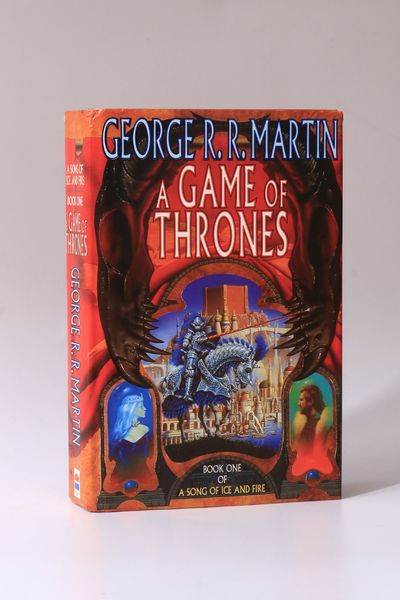 GEORGE R. R. MARTIN
A GAME OF
THRONES
BOOK ONE
OF
A SONG OF ICE AND FIRE
A SONG OF
ICE AND FIRE
BOOK ONE
A GAME OF
THRONES
GEORGE R. R. MARTIN